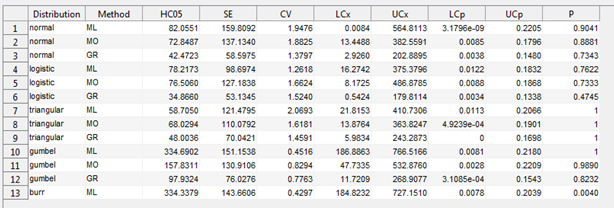 Distribution Method HC05 SE CV LCx UCx LCp UCp P
1 normal ML 82.0551 159.8092 1.9476 0.0084 564.8113 3.1796e-09 0.2205 0.9041
2 normal MO 72.8487 137.1340 1.8825 13.4488 382.5591 0.0085 0.1796 0.8881
3 normal GR 42.4723 58.5975 1.3797 2.9260 202.8895 0.0038 0.1480 0.7343
4 logistic ML 78.2173 98.6974 1.2618 16.2742 375.3796 0.0122 0.1832 0.7622
5 logistic MO 76.5060 127.1838 1.6624 8.1725 486.8785 0.0088 0.1868 0.7333
6 logistic GR 34.8660 53.1345 1.5240 0.5424 179.8114 0.0034 0.1338 0.4745
7 triangular ML 58.7050 121.4795 2.0693 21.8153 410.7306 0.0113 0.2066 1
8 triangular MO 68.0294 110.0792 1.6181 13.8764 363.8247 4.9239e-04 0.1901 1
9 triangular GR 48.0036 70.0421 1.4591 5.9834 243.2873 0 0.1698 1
10 gumbel ML 334.6902 151.1538 0.4516 186.8863 766.5166 0.0081 0.2180 1
11 gumbel MO 157.8311 130.9106 0.8294 47.7335 532.8760 0.0028 0.2209 0.9890
12 gumbel GR 97.9324 76.0276 0.7763 11.7209 268.9077 3.1085e-04 0.1543 0.8232
13 burr ML 334.3379 143.6606 0.4297 184.8232 727.1510 0.0078 0.2039 0.0040